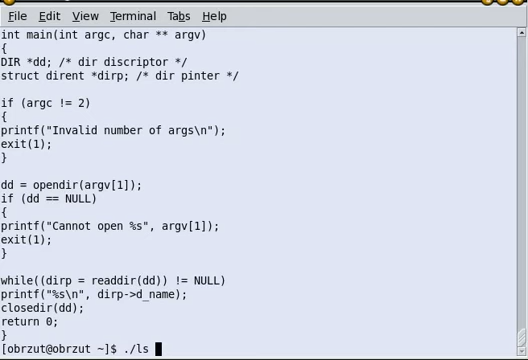 File Edit View Terminal Tabs Help
int main(int argc, char ** argv)
{
DIR *dd; /* dir discriptor */
struct dirent *dirp; /* dir pinter */
if (argc != 2)
{
printf("Invalid number of args\n");
exit(1);
}
dd = opendir(argv[1]);
if (dd == NULL)
{
printf("Cannot open %s", argv[1]);
exit(1);
}
while((dirp = readdir(dd)) != NULL)
printf("%s\n", dirp->d_name);
closedir(dd);
return 0;
}
[obrzut@obrzut ~]$ ./ls